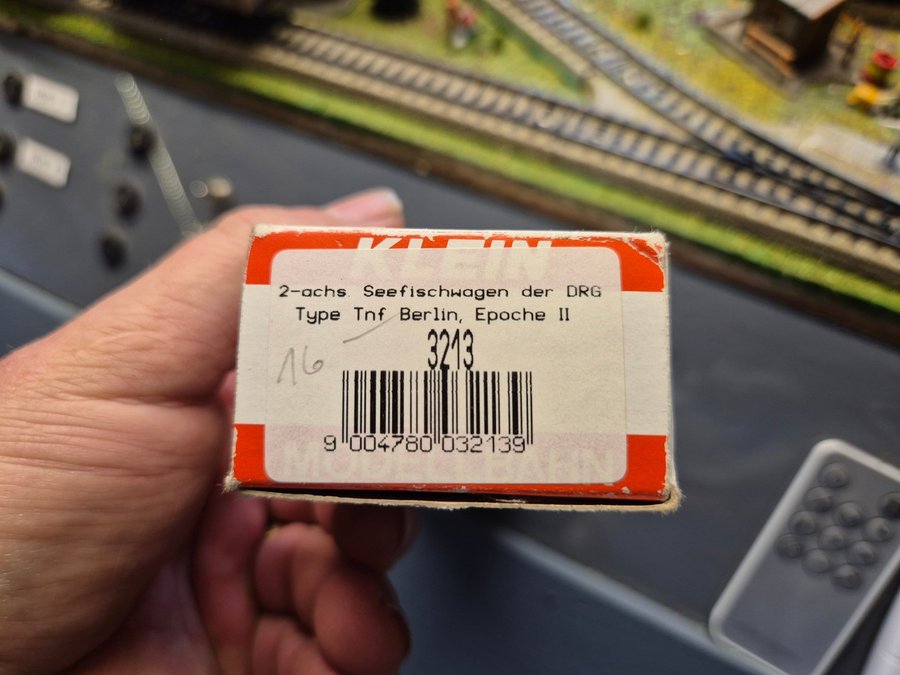 KLEIN
2-achs. Seefischwagen der DRG
Type Tnf Berlin, Epoche II
3213
16 –
9 004780 032139
MODELLBAHN